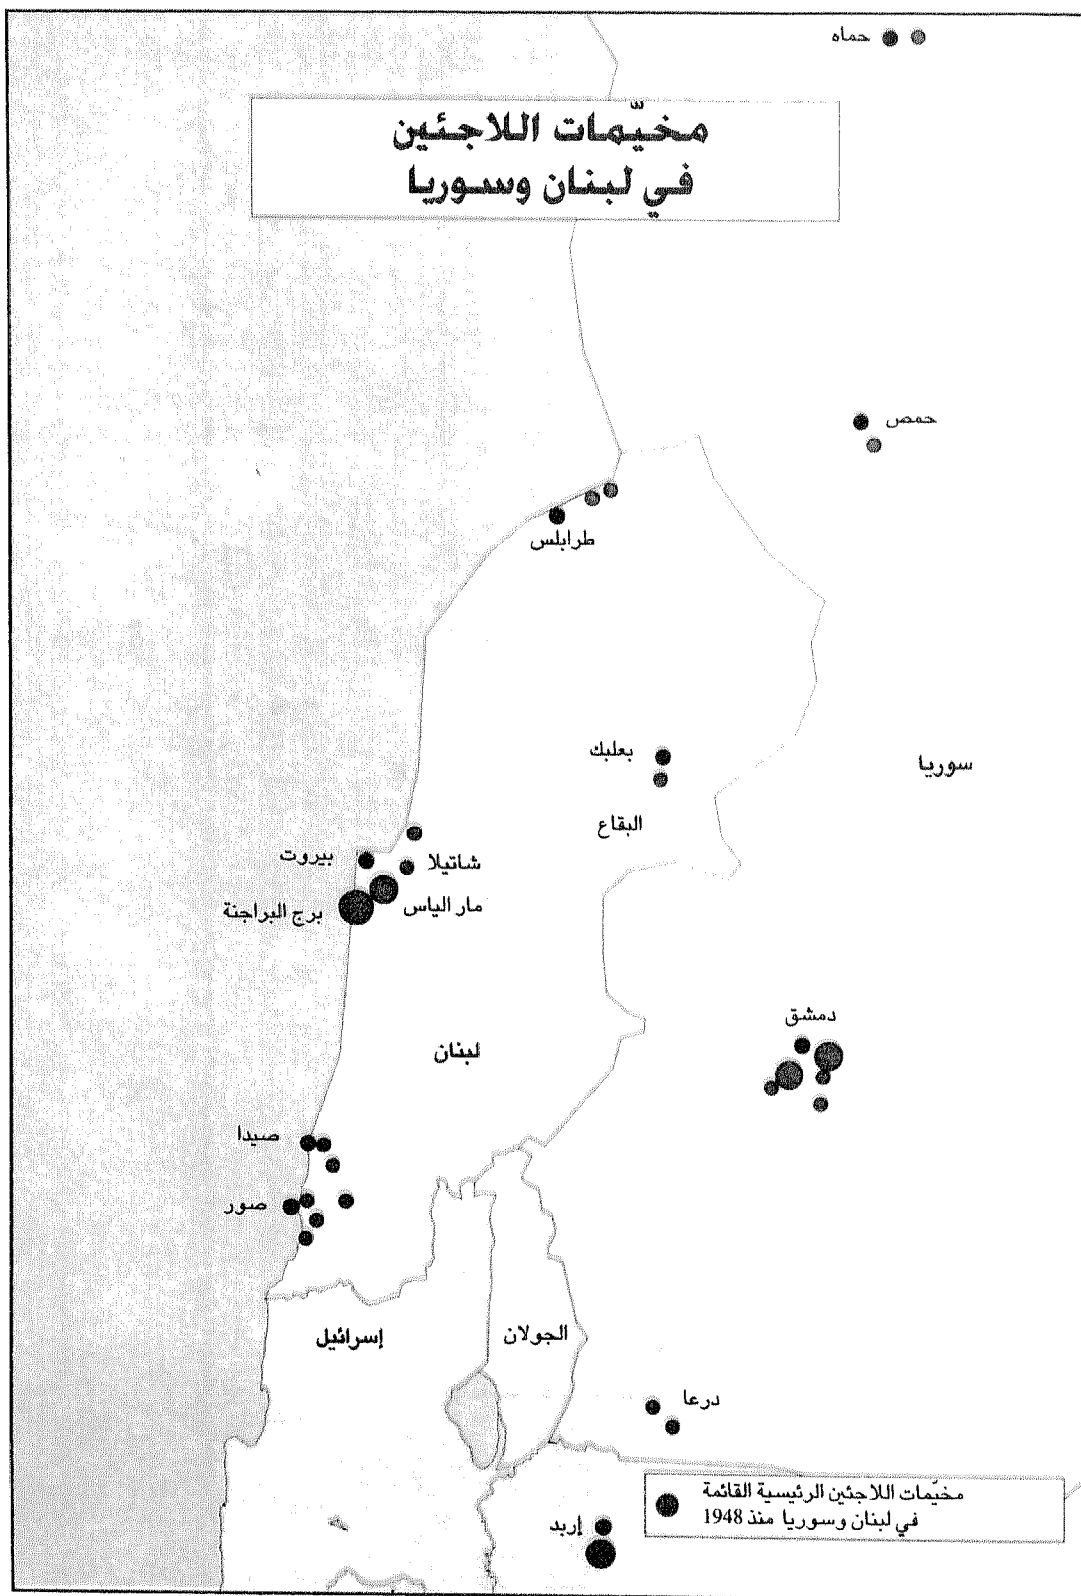 حماه
مخيّمات اللاجئين
في لبنان وسوريا
حمص
طرابلس
بعلبك
سوريا
البقاع
بيروت
شاتيلا
مار الياس
برج البراجنة
دمشق
لبنان
صيدا
صور
إسرائيل
الجولان
درعا
مخيّمات اللاجئين الرئيسية القائمة
في لبنان وسوريا منذ 1948
إربد